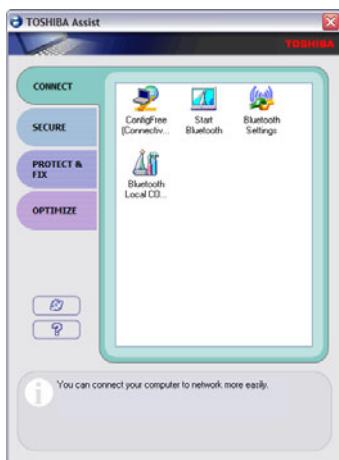 TOSHIBA Assist
TOSHIBA
CONNECT
SECURE
PROTECT &
FIX
OPTIMIZE
ConfigFree
(Connectiv...
Start
Bluetooth
Bluetooth
Settings
Bluetooth
Local CO...
?
i
You can connect your computer to network more easily.